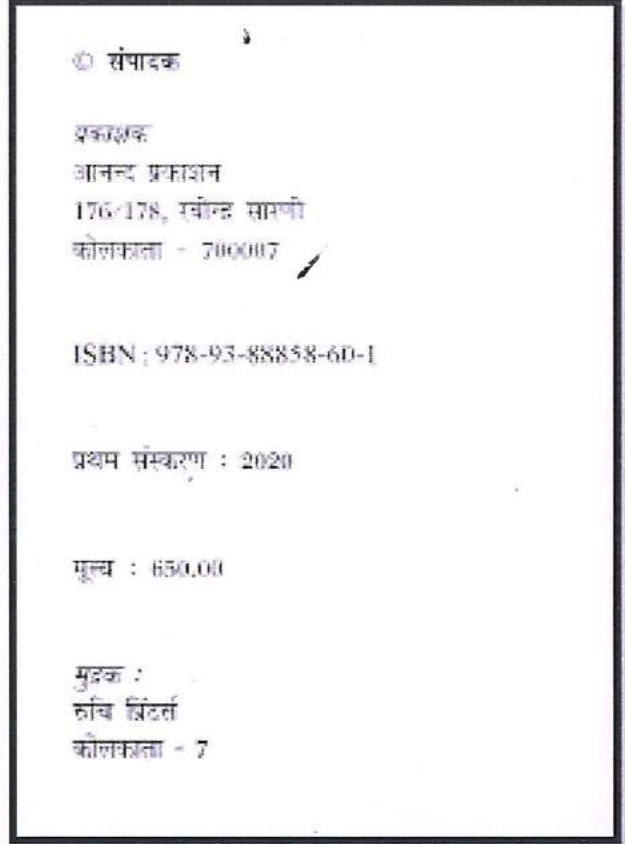 © संपादक
प्रकाशक
आनन्द प्रकाशन
176/178, रवीन्द्र सारणी
कोलकाता - 700007
ISBN : 978-93-88858-60-1
प्रथम संस्करण : 2020
मूल्य : 650.00
मुद्रक :
रुचि प्रिंटर्स
कोलकाता - 7